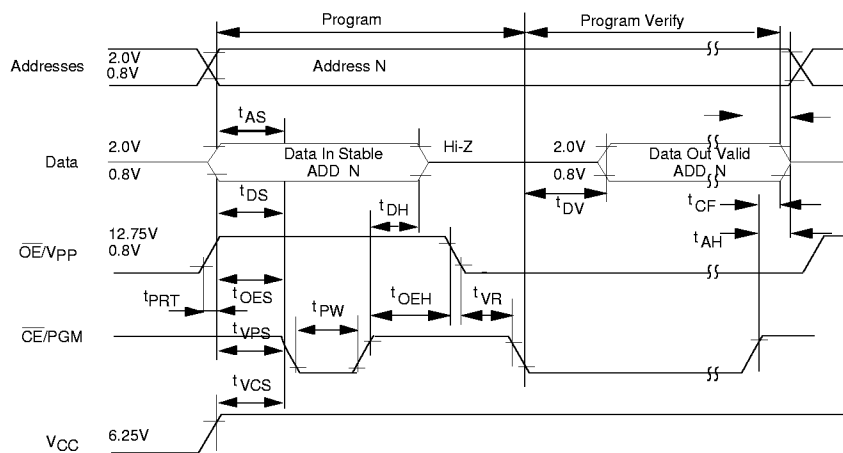 Program
Program Verify
Addresses
2.0V
0.8V
Address N
tAS
Data
2.0V
0.8V
Data In Stable
ADD N
Hi-Z
2.0V
0.8V
Data Out Valid
ADD N
tDS
tDH
tDV
tCF
tAH
OE/VPP
12.75V
0.8V
tPRT
tOES
tPW
tOEH
tVR
CE/PGM
tVPS
tVCS
VCC
6.25V